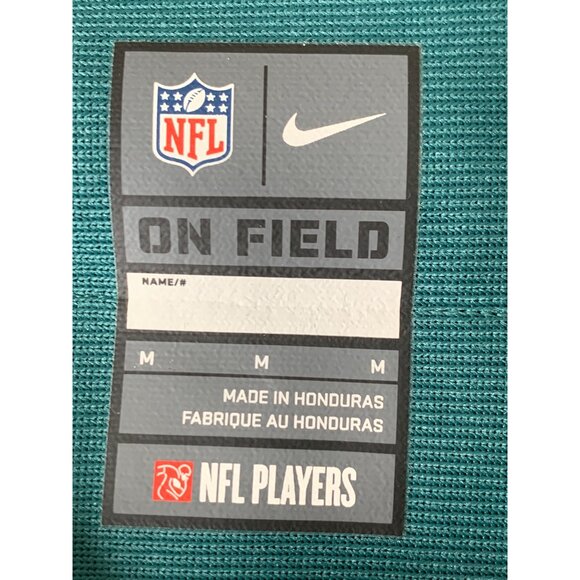 NFL
ON FIELD
NAME/#
M M M
MADE IN HONDURAS
FABRIQUE AU HONDURAS
NFL PLAYERS